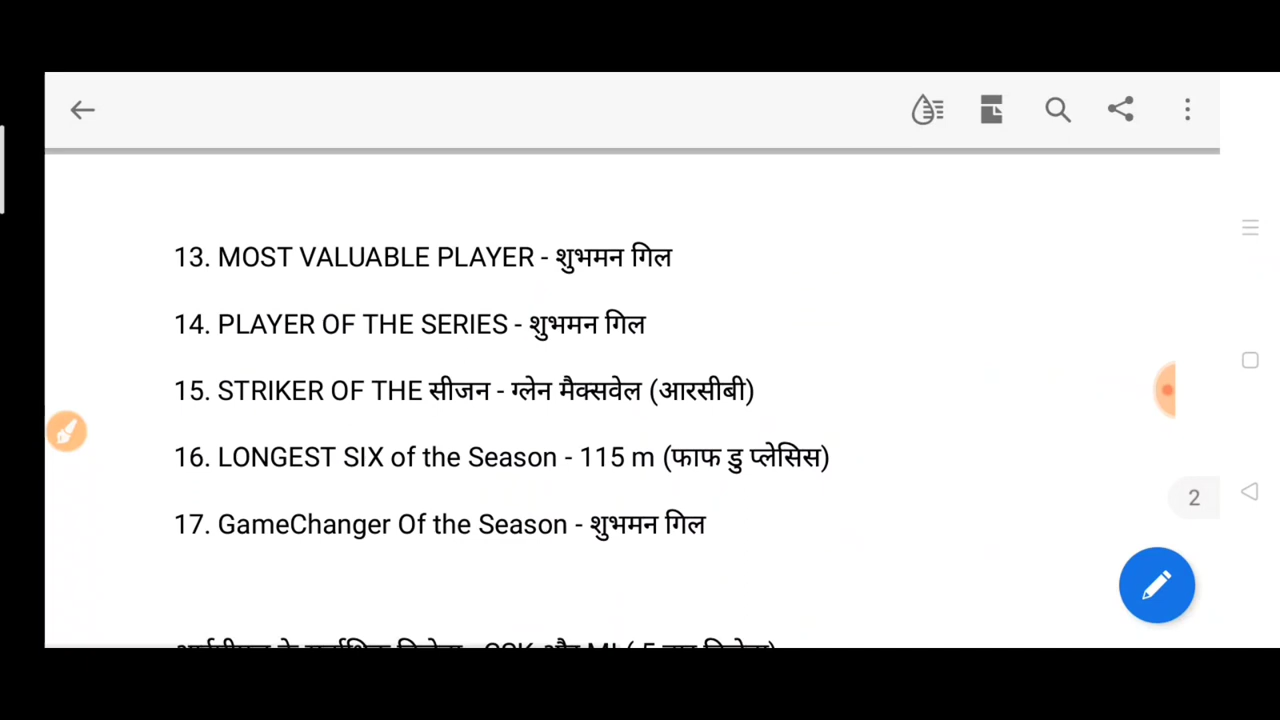 13. MOST VALUABLE PLAYER - शुभमन गिल
14. PLAYER OF THE SERIES - शुभमन गिल
15. STRIKER OF THE सीजन - ग्लेन मैक्सवेल (आरसीबी)
16. LONGEST SIX of the Season - 115 m (फाफ डु प्लेसिस)
2
17. GameChanger Of the Season - शुभमन गिल